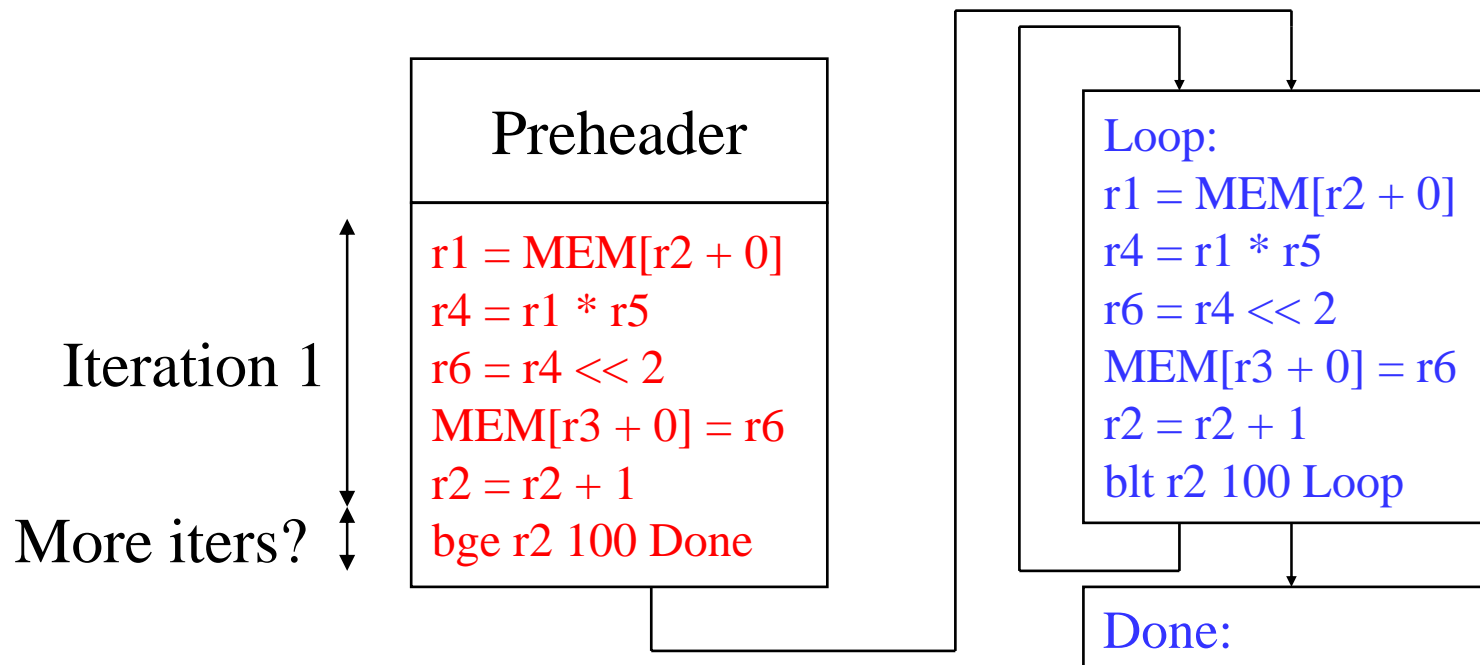 Preheader
Iteration 1
More iters?
r1 = MEM[r2 + 0]
r4 = r1 * r5
r6 = r4 << 2
MEM[r3 + 0] = r6
r2 = r2 + 1
bge r2 100 Done
Loop:
r1 = MEM[r2 + 0]
r4 = r1 * r5
r6 = r4 << 2
MEM[r3 + 0] = r6
r2 = r2 + 1
blt r2 100 Loop
Done: